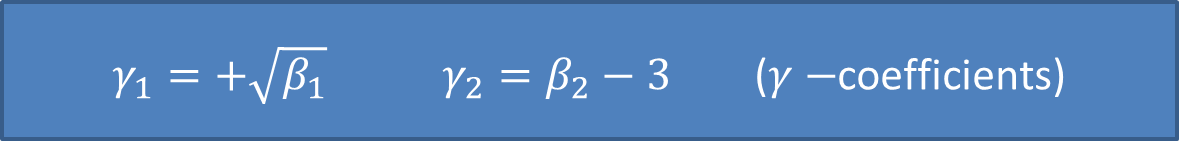 γ₁ = +√β₁ γ₂ = β₂ − 3 (γ −coefficients)